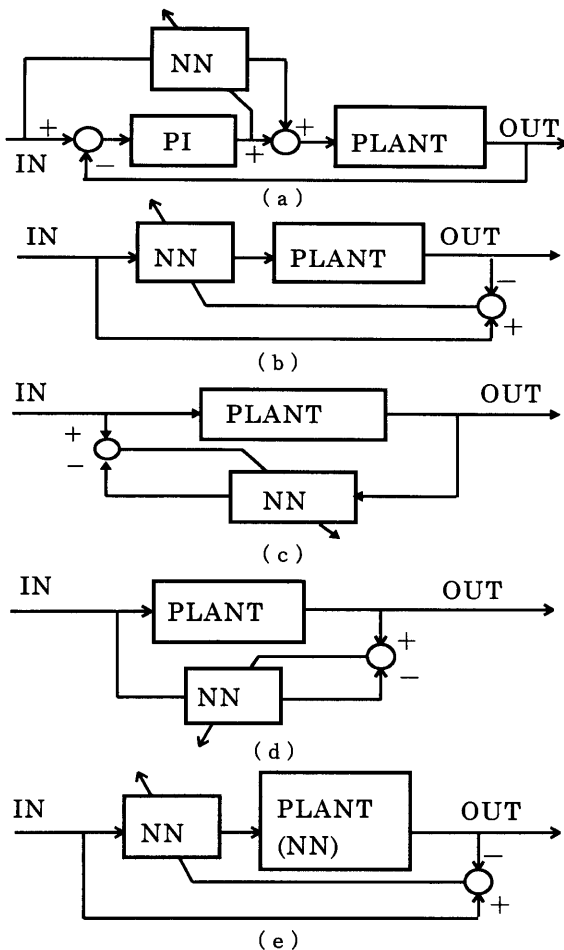 NN
+ PI + + PLANT OUT
IN −
(a)
IN OUT
NN PLANT
−
+
(b)
IN OUT
PLANT
+
−
NN
(c)
IN OUT
PLANT
+
NN −
(d)
IN OUT
NN PLANT
(NN)
−
+
(e)